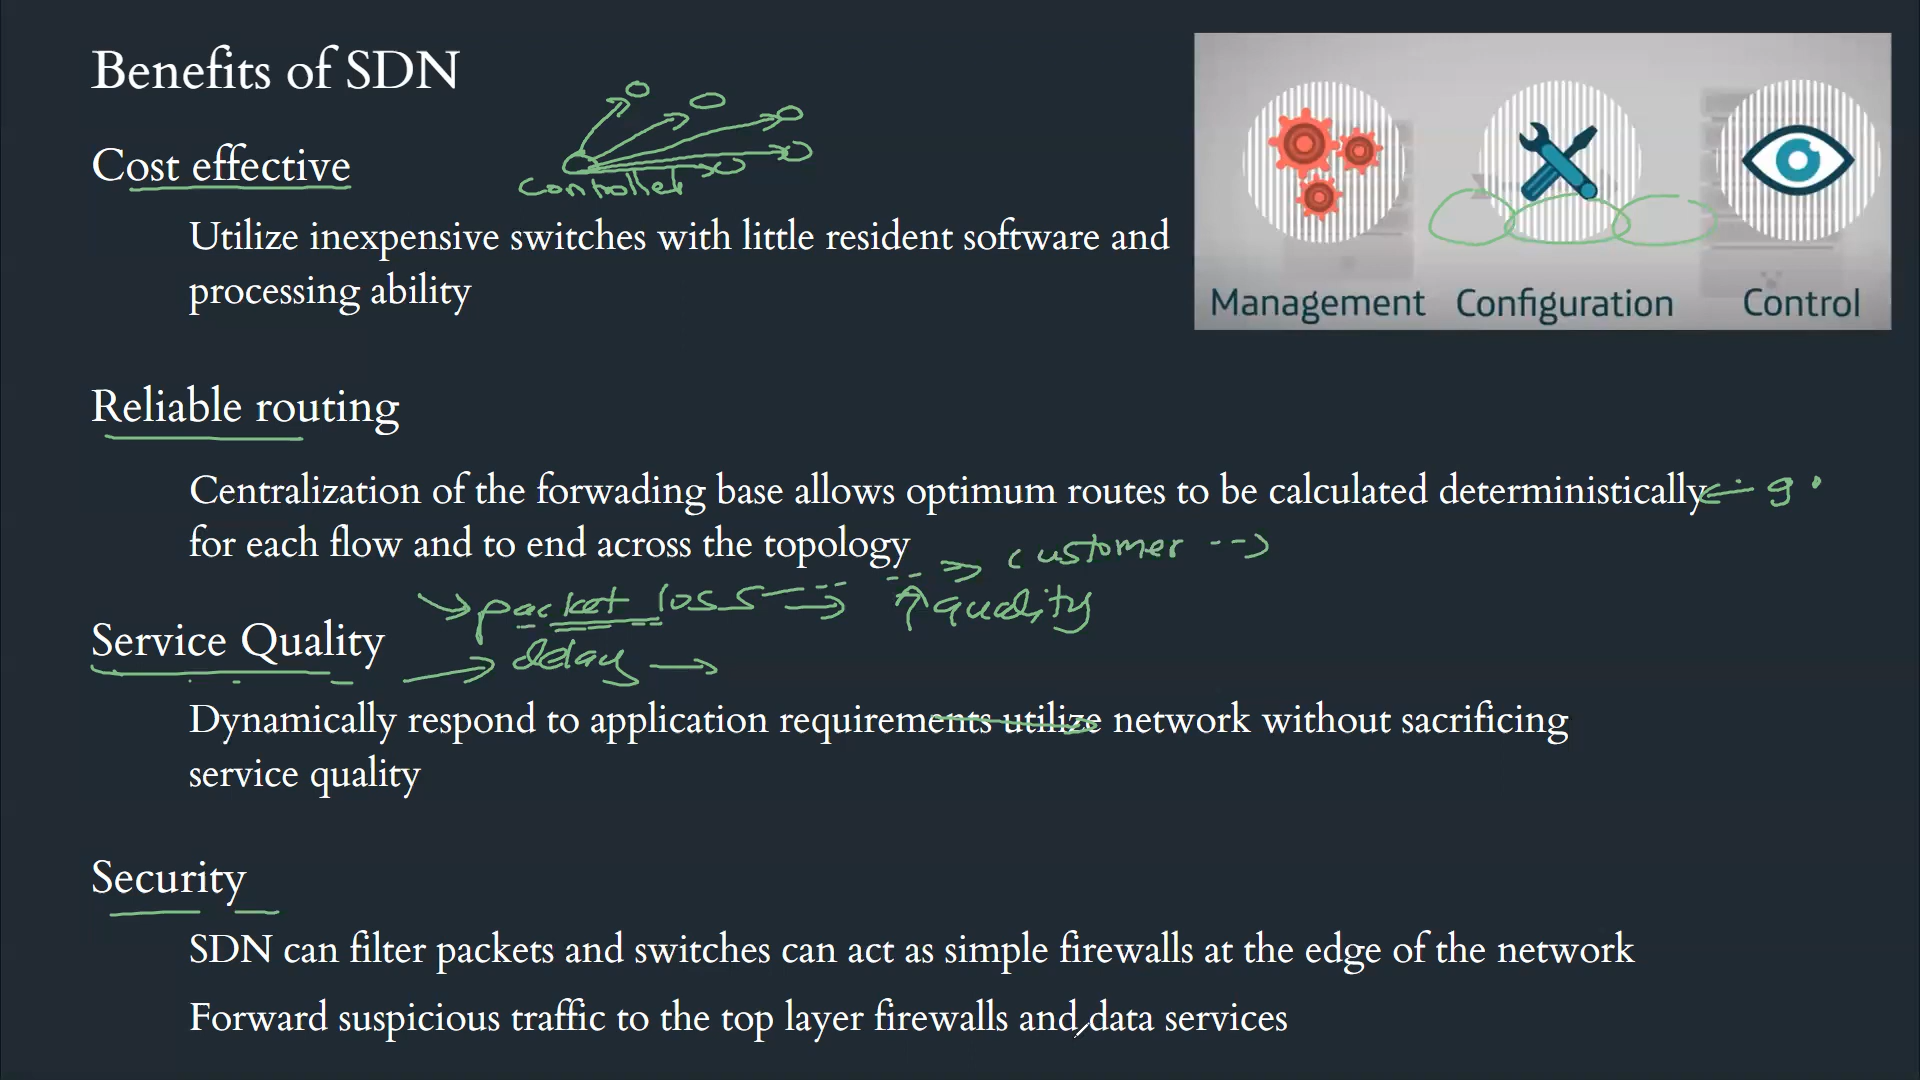 Benefits of SDN
Cost effective
controller
Utilize inexpensive switches with little resident software and
processing ability
Management Configuration Control
Reliable routing
Centralization of the forwading base allows optimum routes to be calculated deterministically
for each flow and to end across the topology
customer
packet loss quality
Service Quality
delay
Dynamically respond to application requirements utilize network without sacrificing
service quality
Security
SDN can filter packets and switches can act as simple firewalls at the edge of the network
Forward suspicious traffic to the top layer firewalls and data services